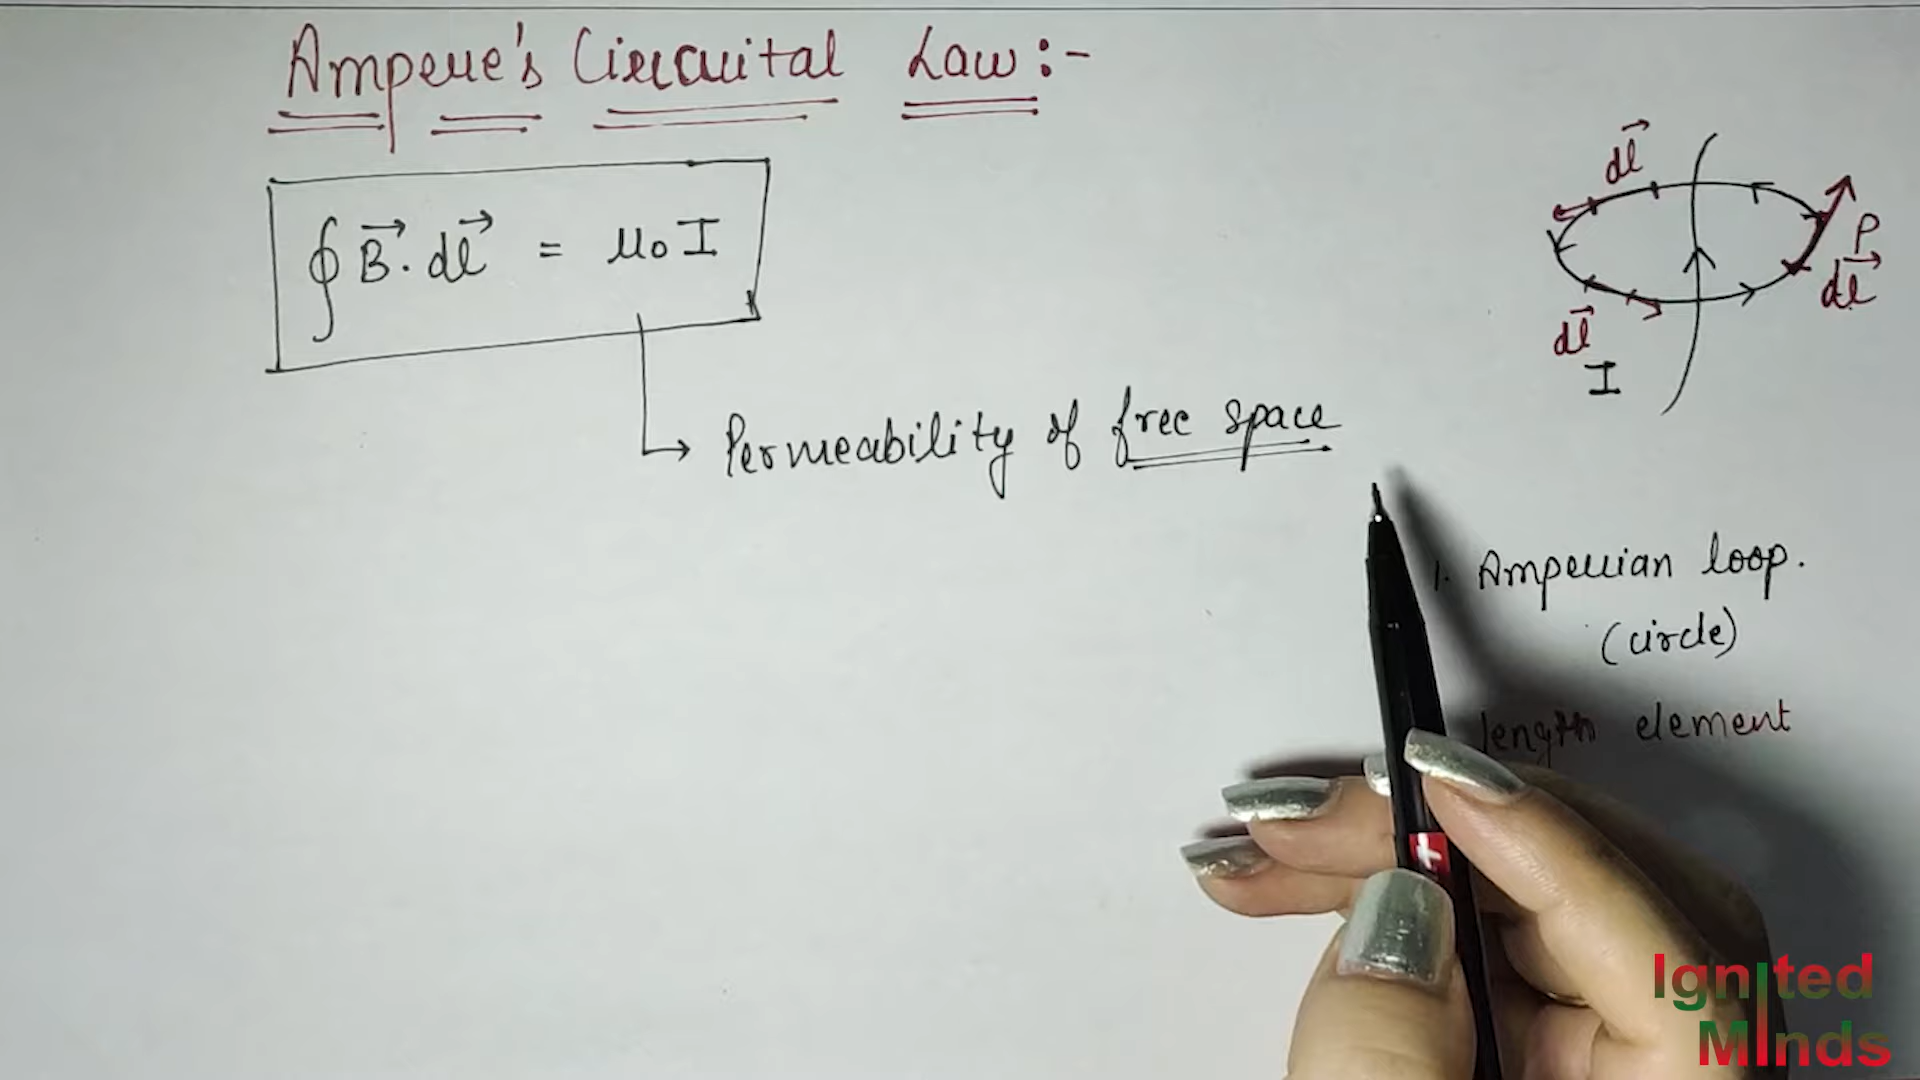 Ampere's Circuital Law :-
∮ B⃗ . dl⃗ = μ₀ I
Permeability of free space
dl⃗
P
dl⃗
dl⃗
I
1. Amperian loop.
(circle)
length element
Ignited
Minds